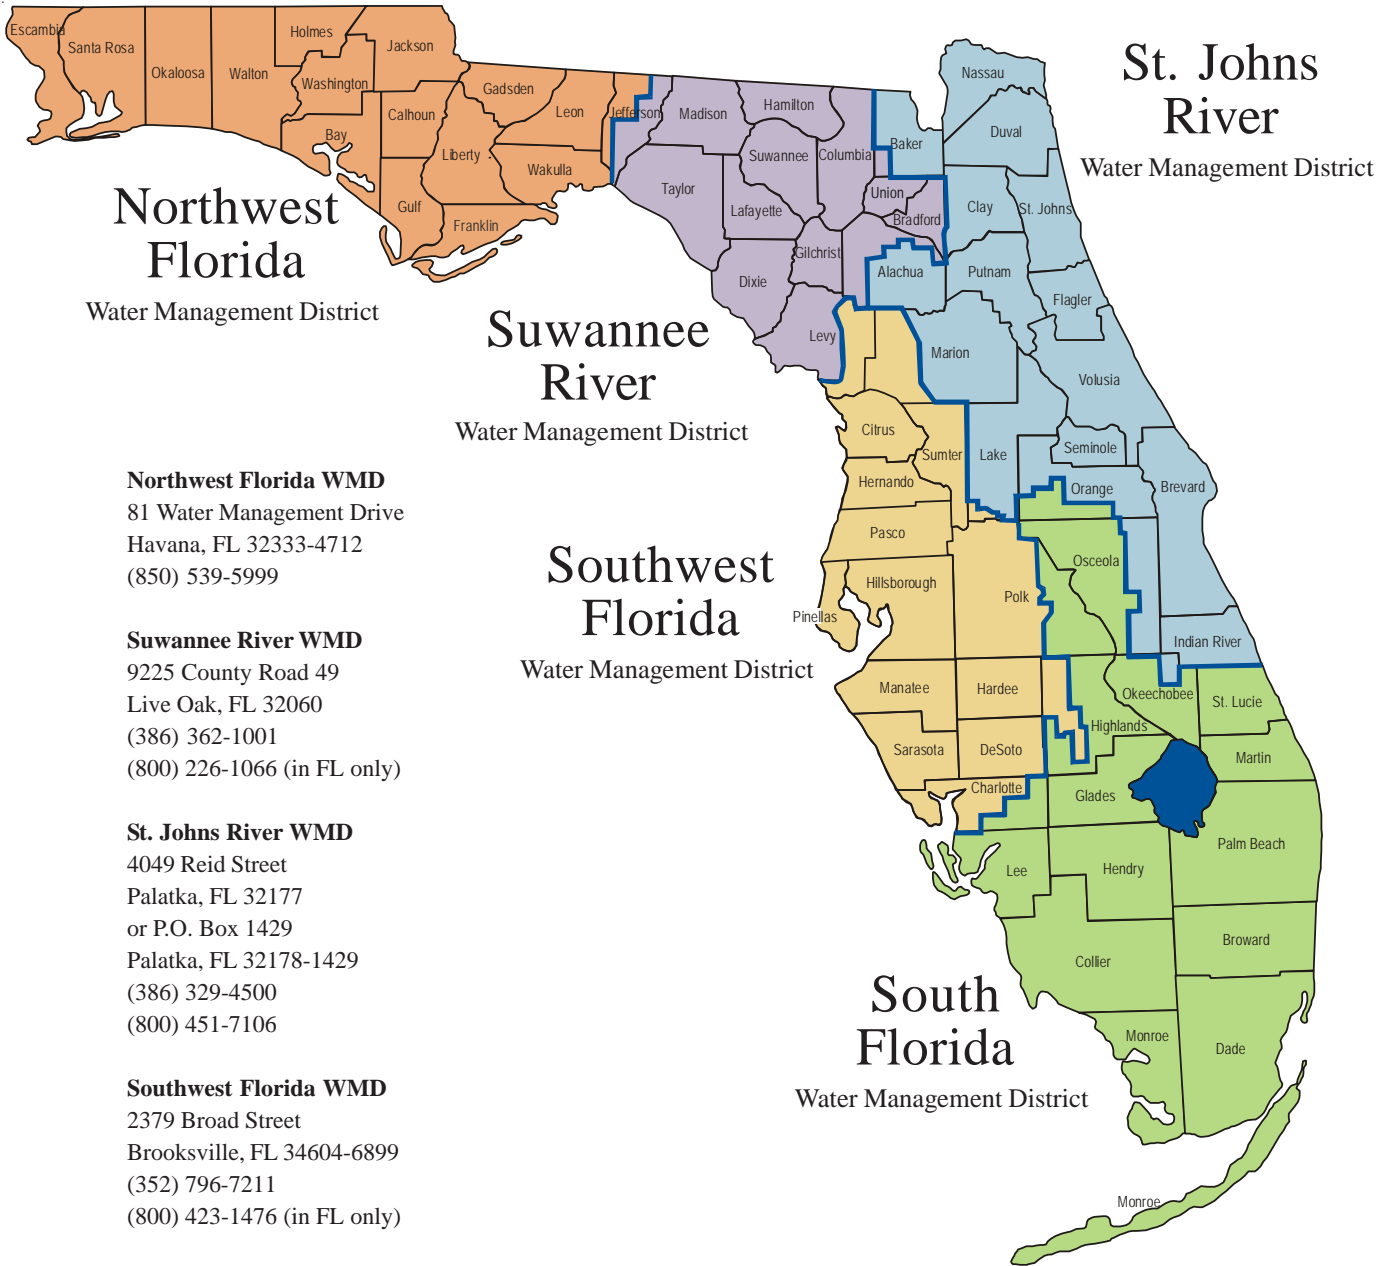 Escambia
Santa Rosa
Okaloosa
Walton
Holmes
Washington
Jackson
Bay
Calhoun
Gulf
Liberty
Gadsden
Franklin
Leon
Wakulla
Jefferson
Madison
Taylor
Hamilton
Suwannee
Lafayette
Columbia
Dixie
Gilchrist
Levy
Union
Bradford
Baker
Nassau
Duval
Clay
St. Johns
Alachua
Putnam
Flagler
Marion
Volusia
Citrus
Sumter
Lake
Seminole
Hernando
Orange
Brevard
Pasco
Osceola
Hillsborough
Polk
Pinellas
Indian River
Manatee
Hardee
Okeechobee
St. Lucie
Highlands
Sarasota
DeSoto
Martin
Charlotte
Glades
Palm Beach
Lee
Hendry
Broward
Collier
Monroe
Dade
Monroe
St. Johns
River
Water Management District
Northwest
Florida
Water Management District
Suwannee
River
Water Management District
Southwest
Florida
Water Management District
South
Florida
Water Management District
Northwest Florida WMD
81 Water Management Drive
Havana, FL 32333-4712
(850) 539-5999
Suwannee River WMD
9225 County Road 49
Live Oak, FL 32060
(386) 362-1001
(800) 226-1066 (in FL only)
St. Johns River WMD
4049 Reid Street
Palatka, FL 32177
or P.O. Box 1429
Palatka, FL 32178-1429
(386) 329-4500
(800) 451-7106
Southwest Florida WMD
2379 Broad Street
Brooksville, FL 34604-6899
(352) 796-7211
(800) 423-1476 (in FL only)